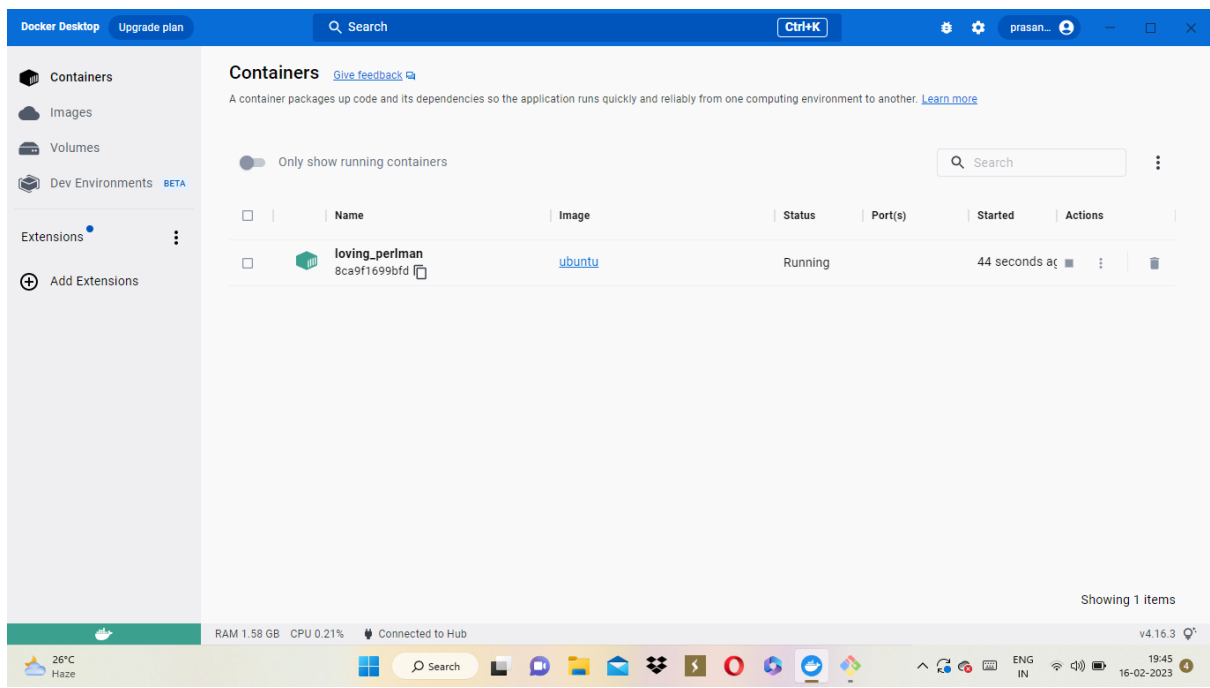 Docker Desktop Upgrade plan Search Ctrl+K prasan...
Containers
Images
Volumes
Dev Environments BETA
Extensions
Add Extensions
Containers Give feedback
A container packages up code and its dependencies so the application runs quickly and reliably from one computing environment to another. Learn more
Only show running containers Search
Name Image Status Port(s) Started Actions
loving_perlman
8ca9f1699bfd ubuntu Running 44 seconds ag
Showing 1 items
RAM 1.58 GB CPU 0.21% Connected to Hub v4.16.3
26°C
Haze
Search
ENG
IN
19:45
16-02-2023
4